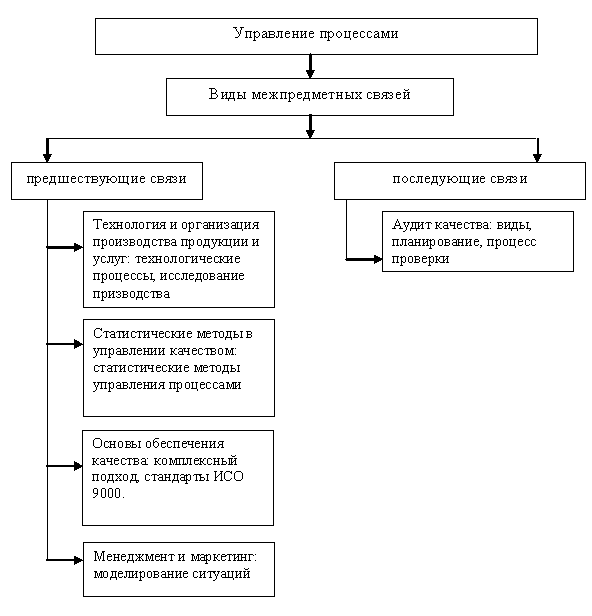 Управление процессами
Виды межпредметных связей
предшествующие связи
последующие связи
Технология и организация
производства продукции и
услуг: технологические
процессы, исследование
призводства
Статистические методы в
управлении качеством:
статистические методы
управления процессами
Основы обеспечения
качества: комплексный
подход, стандарты ИСО
9000.
Менеджмент и маркетинг:
моделирование ситуаций
Аудит качества: виды,
планирование, процесс
проверки